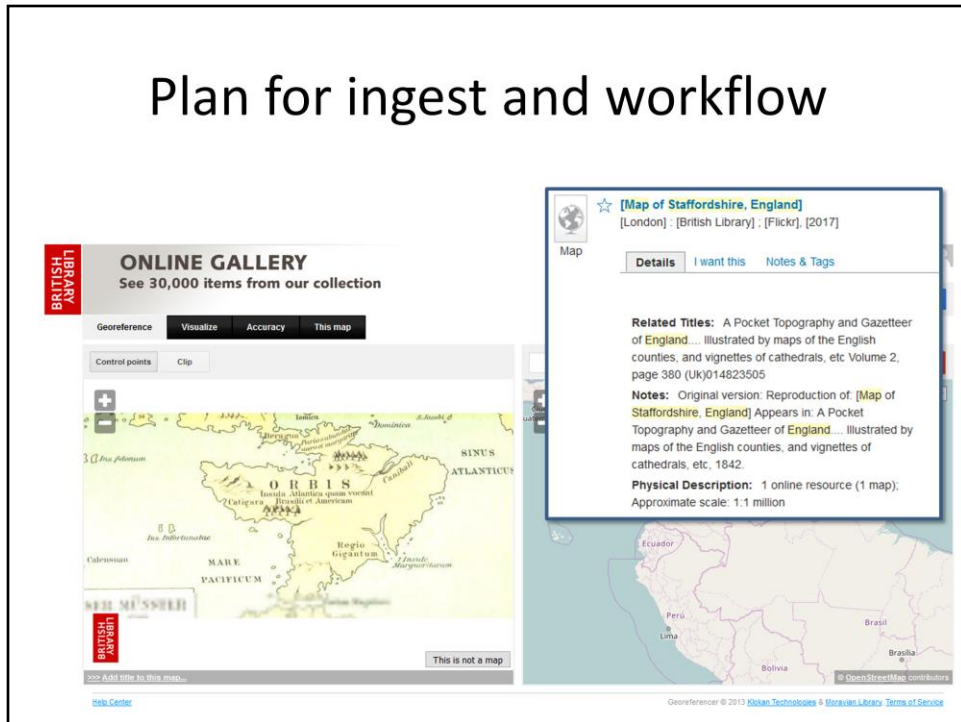 Plan for ingest and workflow
BRITISH
LIBRARY
ONLINE GALLERY
See 30,000 items from our collection
Georeference
Visualize
Accuracy
This map
Control points
Clip
Map
[Map of Staffordshire, England]
[London] : [British Library] ; [Flickr], [2017]
Details
I want this
Notes & Tags
Related Titles: A Pocket Topography and Gazetteer
of England.... Illustrated by maps of the English
counties, and vignettes of cathedrals, etc Volume 2,
page 380 (Uk)014823505
Notes: Original version: Reproduction of: [Map of
Staffordshire, England] Appears in: A Pocket
Topography and Gazetteer of England.... Illustrated by
maps of the English counties, and vignettes of
cathedrals, etc, 1842.
Physical Description: 1 online resource (1 map);
Approximate scale: 1:1 million
Dominica
SINUS
ATLANTICUS
Canibali
ORBIS
Insula Atlantica quam vocant
Brasilii et Americam
Catigara
Regio
Gigantum
MARE
PACIFICUM
Calensuan
Ecuador
Perú
Lima
Bolivia
Brasil
Brasília
BRITISH
LIBRARY
This is not a map
>>> Add title to this map...
© OpenStreetMap contributors
Help Center
Georeferencer © 2013 Klokan Technologies & Moravian Library. Terms of Service